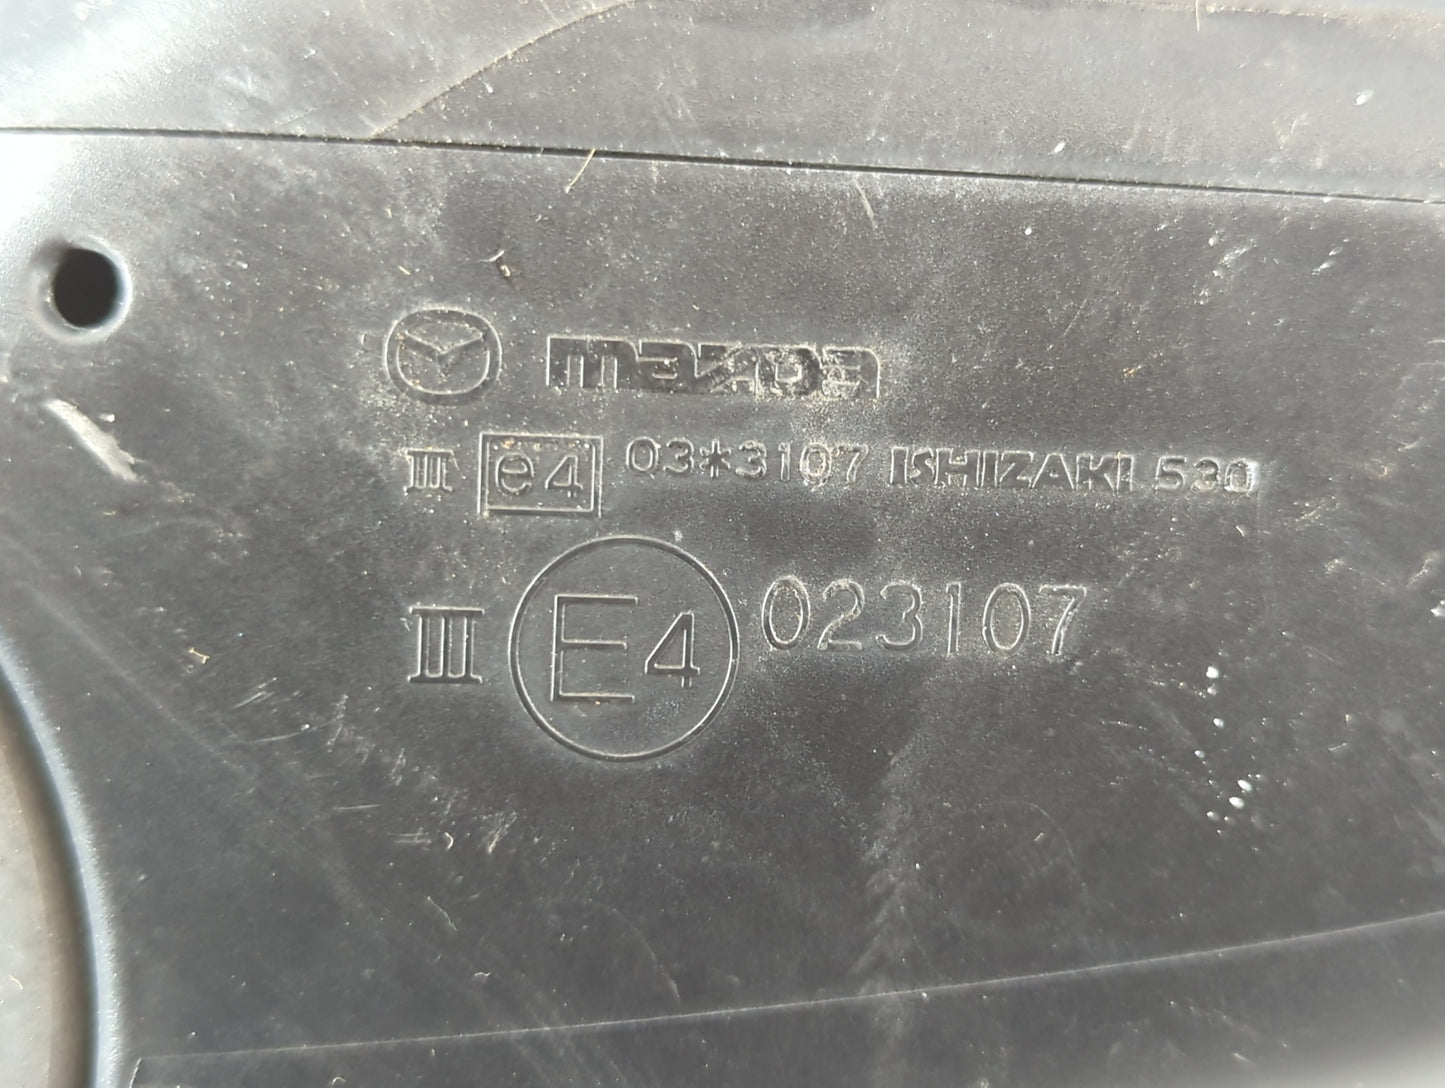 mazda
III e4 03*3107 ISHIZAKI 530
III E4 023107